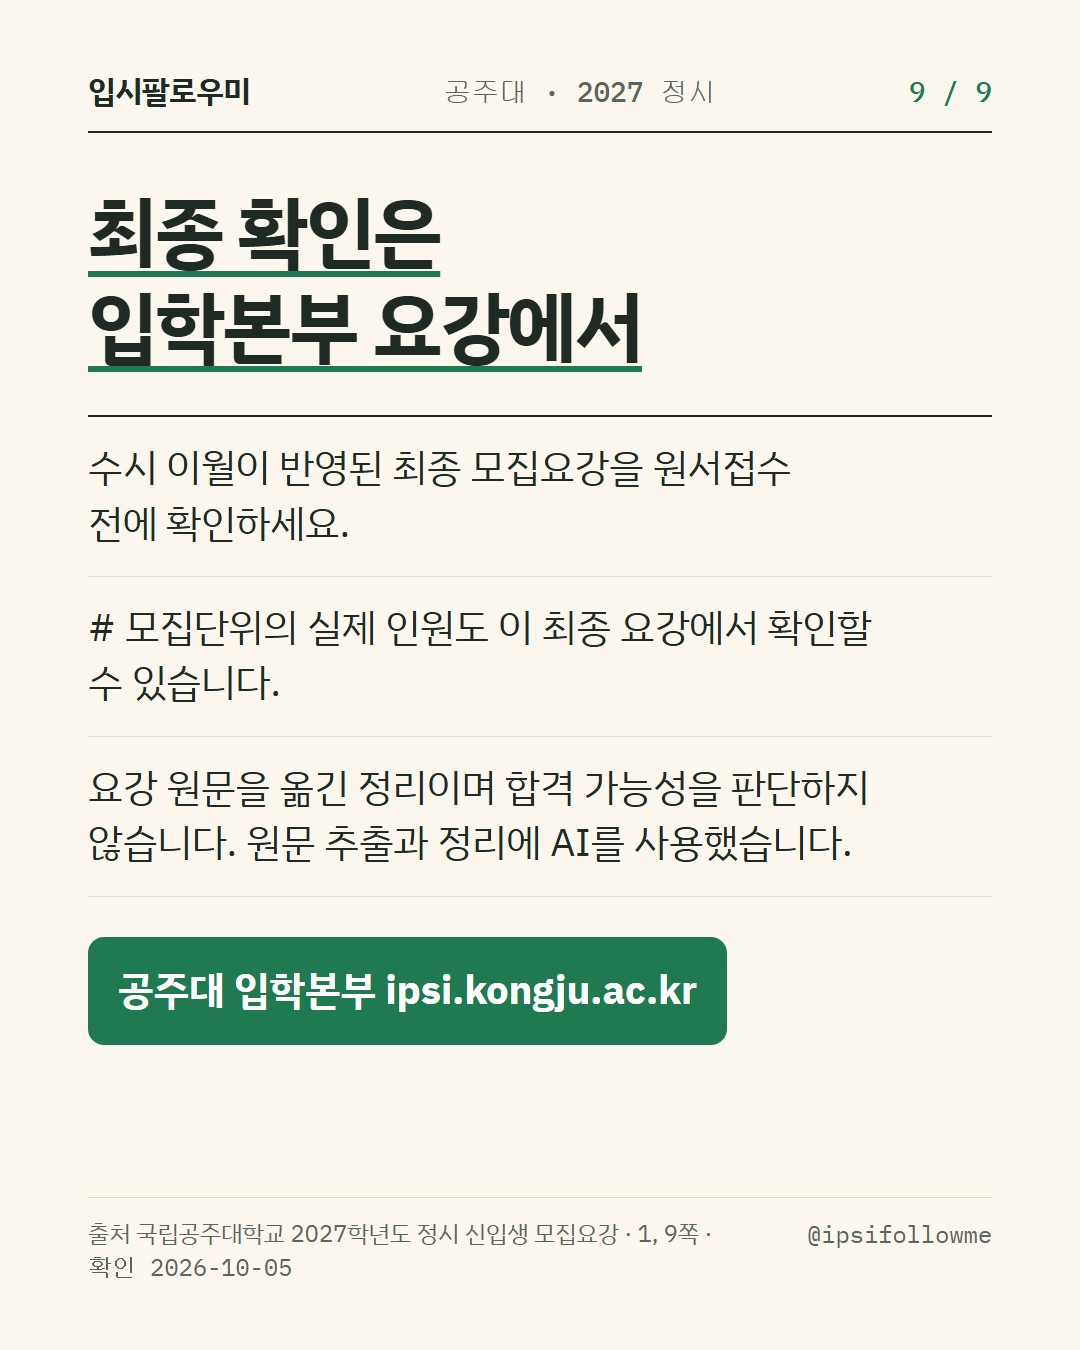 입시팔로우미
공주대 · 2027 정시
9 / 9
최종 확인은
입학본부 요강에서
수시 이월이 반영된 최종 모집요강을 원서접수
전에 확인하세요.
# 모집단위의 실제 인원도 이 최종 요강에서 확인할
수 있습니다.
요강 원문을 옮긴 정리이며 합격 가능성을 판단하지
않습니다. 원문 추출과 정리에 AI를 사용했습니다.
공주대 입학본부 ipsi.kongju.ac.kr
출처 국립공주대학교 2027학년도 정시 신입생 모집요강 · 1, 9쪽 ·
확인 2026-10-05
@ipsifollowme